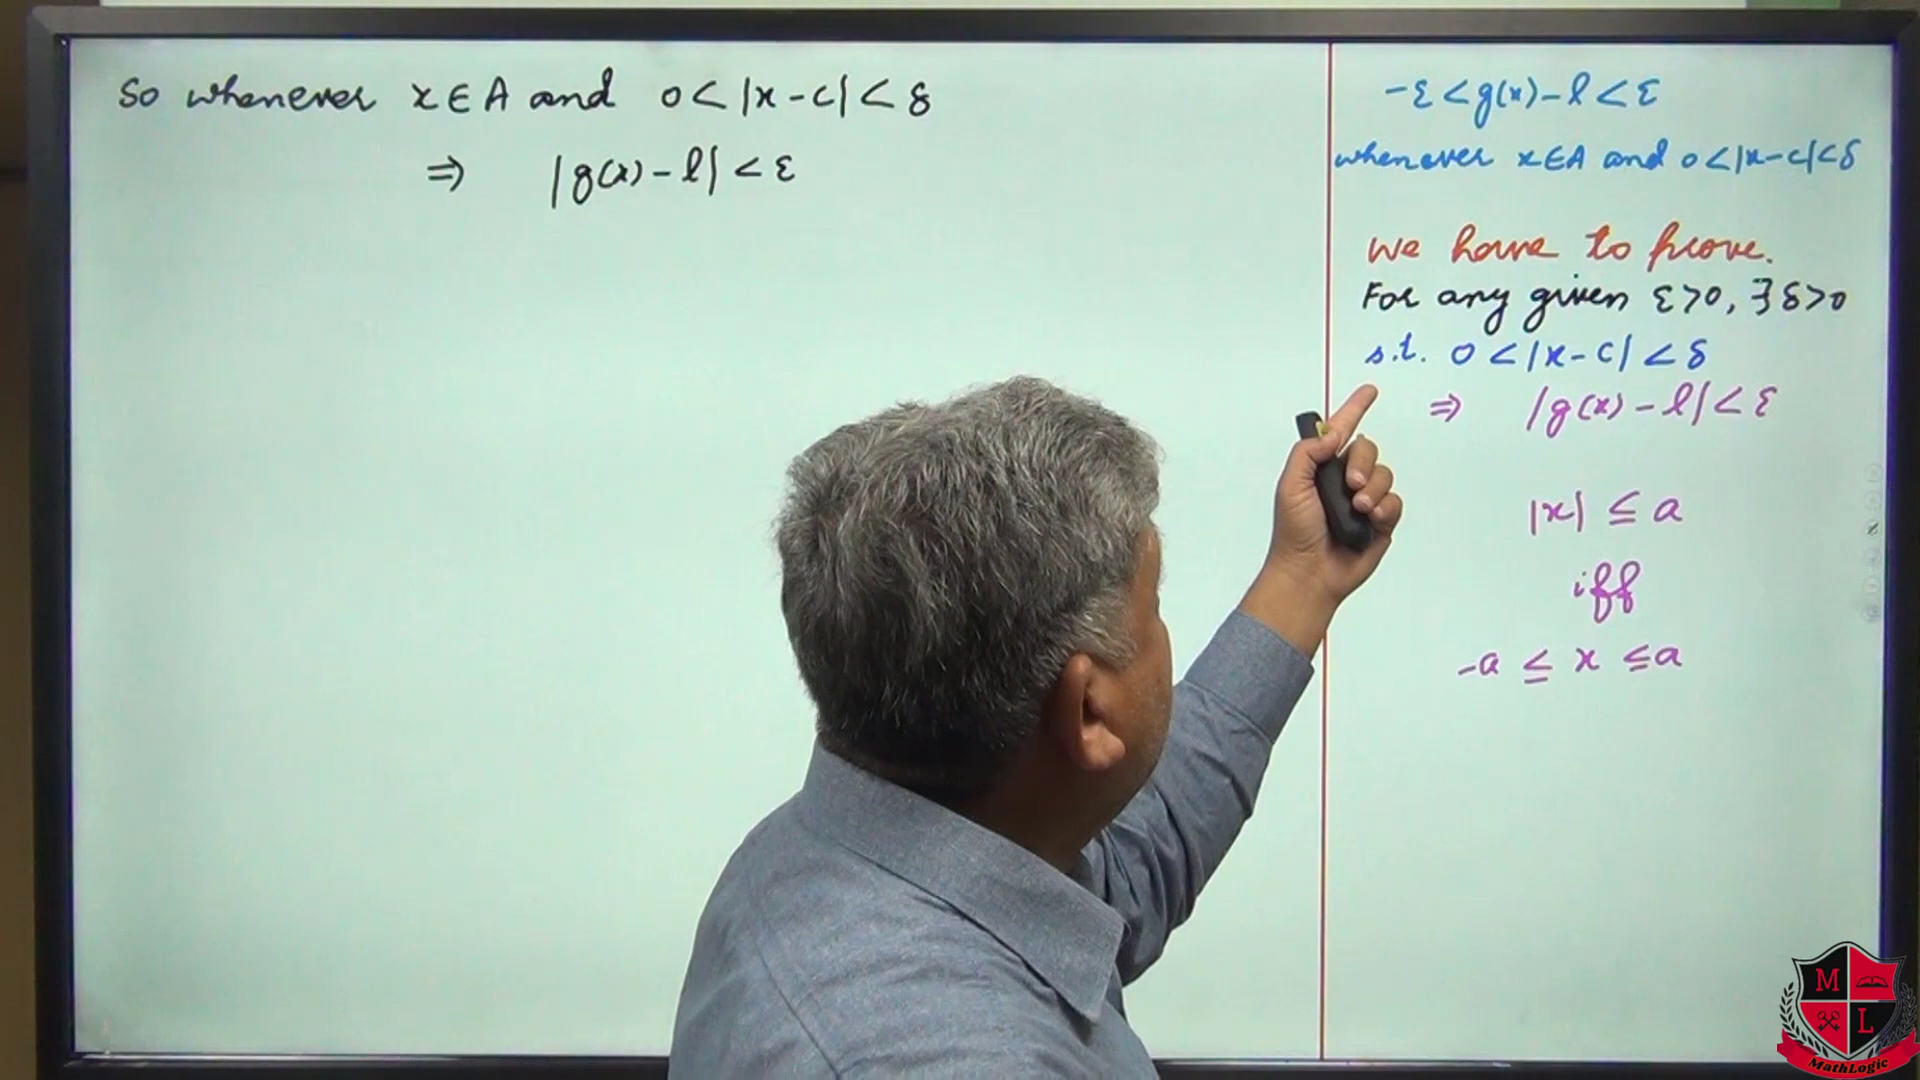 So whenever x∈A and 0<|x-c|<δ
⇒ |g(x)-l|<ε
-ε<g(x)-l<ε
whenever x∈A and 0<|x-c|<δ
We have to prove.
For any given ε>0, ∃ δ>0
s.t. 0<|x-c|<δ
⇒ |g(x)-l|<ε
|x| ≤ a
iff
-a ≤ x ≤ a
M
L
MathLogic